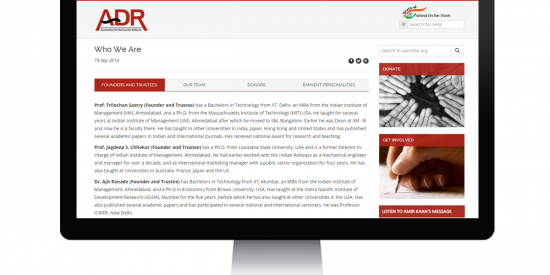 ADR
Association for Democratic Reforms
National Election Watch
search for neta
Who We Are
19 Sep 2014
Search in adrindia.org
DONATE
FOUNDERS AND TRUSTEES
OUR TEAM
DONORS
EMINENT PERSONALITIES
Prof. Trilochan Sastry (Founder and Trustee) has a Bachelors in Technology from IIT, Delhi, an MBA from the Indian Institute of
Management (IIM), Ahmedabad, and a Ph.D. from the Massachusetts Institute of Technology (MIT) USA. He taught for several
years at Indian Institute of Management (IIM), Ahmedabad after which he moved to IIM, Bangalore. Earlier he was Dean at IIM - B
and now he is a faculty there. He has taught in other Universities in India, Japan, Hong Kong and United States and has published
several academic papers in Indian and International journals. Has received national award for research and teaching.
Prof. Jagdeep S. Chhokar (Founder and Trustee) has a P.hD. from Louisiana State University, USA and is a former Director In-
charge of Indian Institute of Management, Ahmedabad. He had earlier worked with the Indian Railways as a mechanical engineer
and manager for over a decade, and as international marketing manager with a public sector organization for four years. He has
also taught at Universities in Australia, France, Japan and the US.
Dr. Ajit Ranade (Founder and Trustee) has Bachelors in Technology from IIT, Mumbai, an MBA from the Indian Institute of
Management, Ahmedabad, and a Ph.D in Economics from Brown University, USA. Has taught at the Indira Gandhi Institute of
Development Research (IGIDR), Mumbai for five years, before which he has also taught at other Universities in the USA. Has
also published several academic papers and has participated in several national and international seminars. He was Professor
ICRIER, New Delhi.
GET INVOLVED
LISTEN TO AMIR KHAN'S MESSAGE